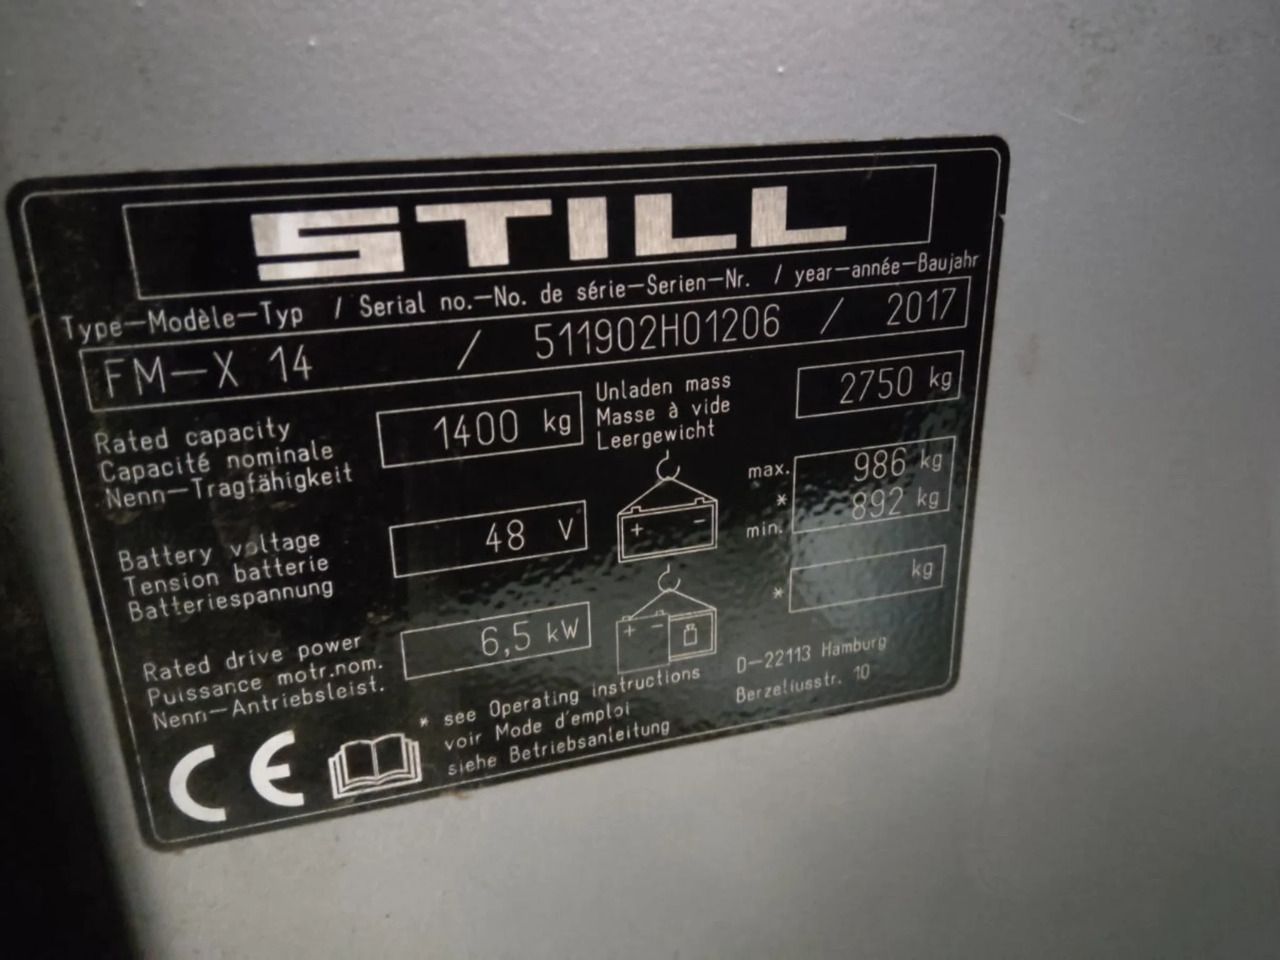 STILL
Type–Modèle–Typ / Serial no.–No. de série–Serien–Nr. / year–année–Baujahr
FM–X 14 / 511902H01206 / 2017
Rated capacity
Capacité nominale
Nenn–Tragfähigkeit
1400 kg
Unladen mass
Masse à vide
Leergewicht
2750 kg
Battery voltage
Tension batterie
Batteriespannung
48 V
+ –
max. 986 kg
*
min. 892 kg
Rated drive power
Puissance motr.nom.
Nenn–Antriebsleist.
6,5 kW
+ –
* kg
CE
* see Operating instructions
voir Mode d'emploi
siehe Betriebsanleitung
D–22113 Hamburg
Berzeliusstr. 10